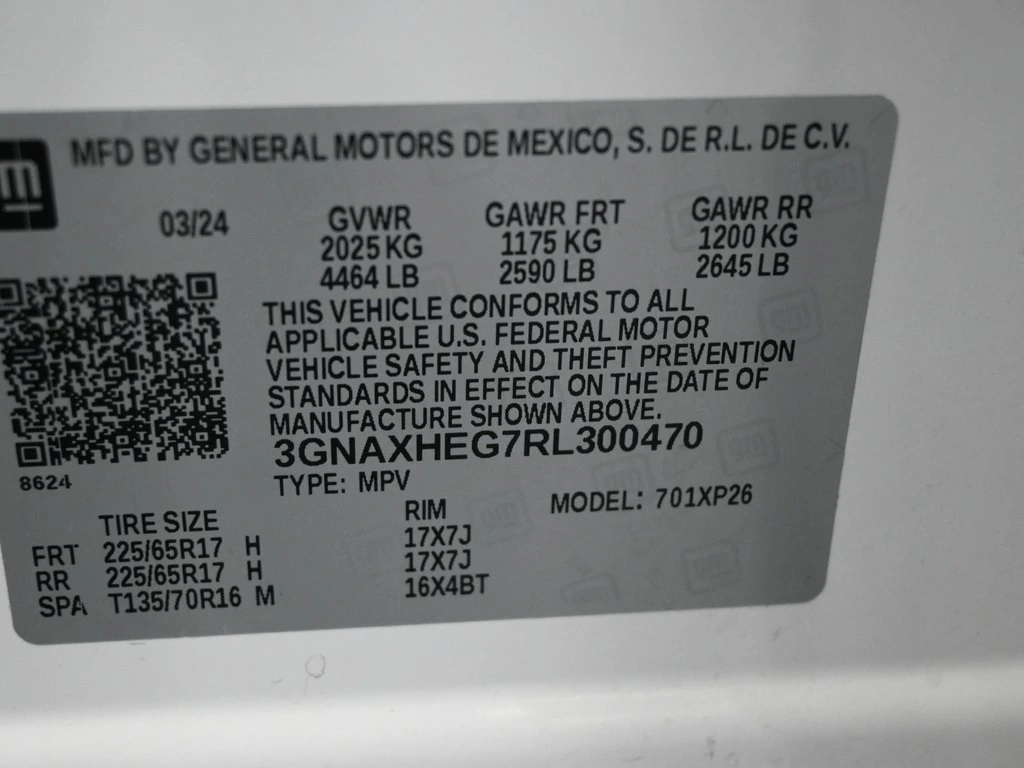 gm
MFD BY GENERAL MOTORS DE MEXICO, S. DE R.L. DE C.V.
03/24 GVWR GAWR FRT GAWR RR
2025 KG 1175 KG 1200 KG
4464 LB 2590 LB 2645 LB
THIS VEHICLE CONFORMS TO ALL
APPLICABLE U.S. FEDERAL MOTOR
VEHICLE SAFETY AND THEFT PREVENTION
STANDARDS IN EFFECT ON THE DATE OF
MANUFACTURE SHOWN ABOVE.
3GNAXHEG7RL300470
8624
TYPE: MPV MODEL: 701XP26
TIRE SIZE RIM
FRT 225/65R17 H 17X7J
RR 225/65R17 H 17X7J
SPA T135/70R16 M 16X4BT